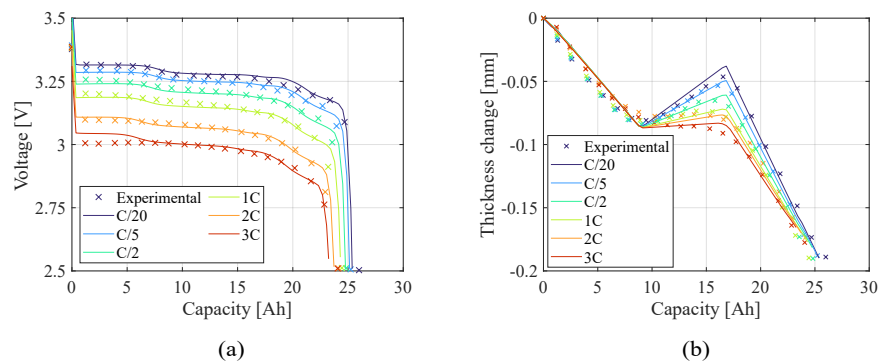 3.5
3.25
3
2.75
2.5
Voltage [V]
Experimental
C/20
C/5
C/2
1C
2C
3C
0 5 10 15 20 25 30
Capacity [Ah]
(a)
0
-0.05
-0.1
-0.15
-0.2
Thickness change [mm]
Experimental
C/20
C/5
C/2
1C
2C
3C
0 5 10 15 20 25 30
Capacity [Ah]
(b)